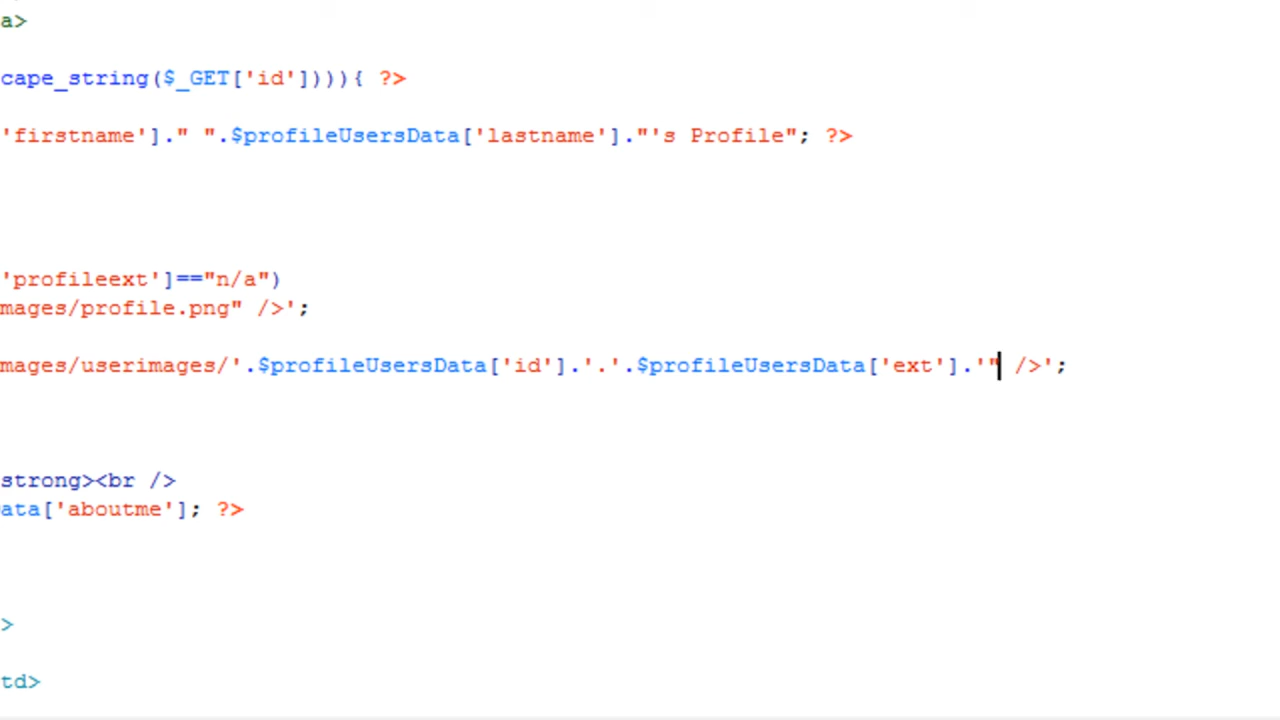 a>
cape_string($_GET['id']))){ ?>
'firstname']." ".$profileUsersData['lastname']."'s Profile"; ?>
'profileext']=="n/a")
mages/profile.png" />';
mages/userimages/'.$profileUsersData['id'].'.'.$profileUsersData['ext'].'" />';
strong><br />
ata['aboutme']; ?>
>
td>